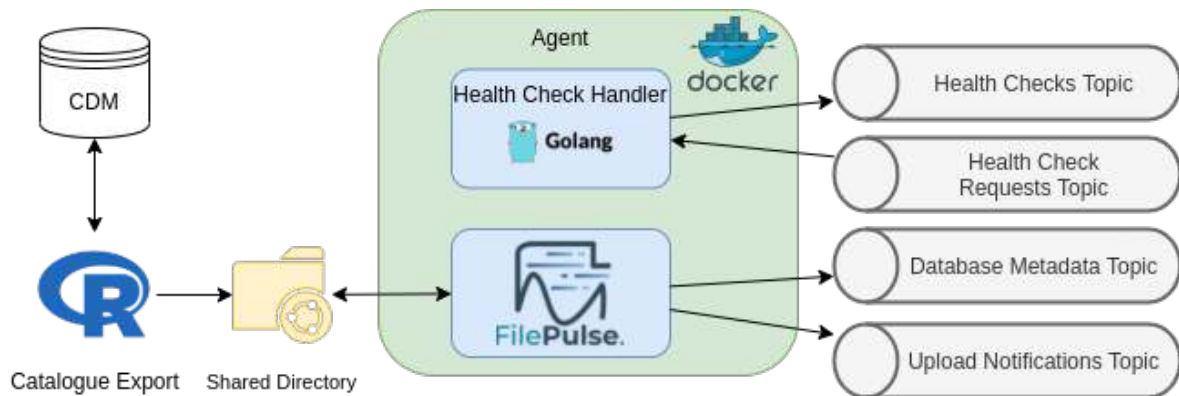 CDM
Catalogue Export
Shared Directory
Agent
docker
Health Check Handler
Golang
FilePulse.
Health Checks Topic
Health Check
Requests Topic
Database Metadata Topic
Upload Notifications Topic